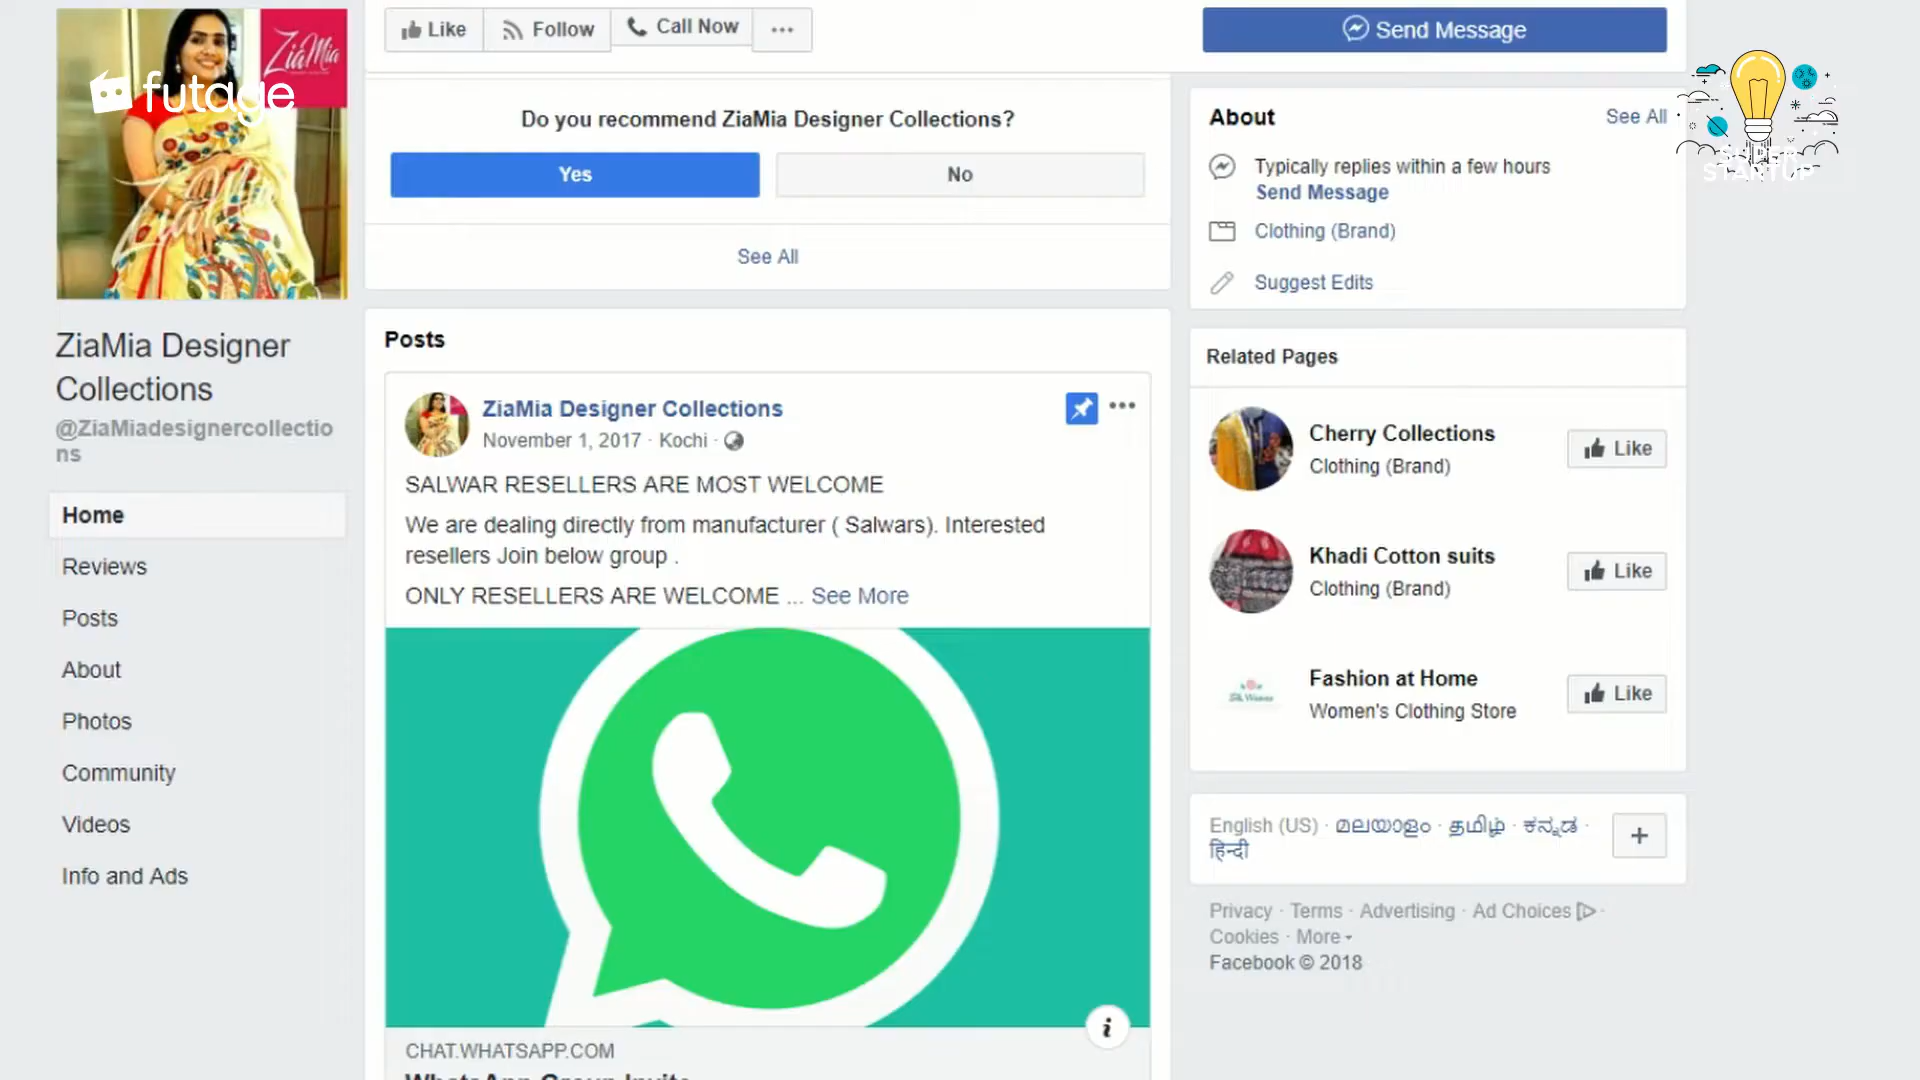 ZiaMia
futage
ZiaMia Designer
Collections
@ZiaMiadesignercollectio
ns
Home
Reviews
Posts
About
Photos
Community
Videos
Info and Ads
Like
Follow
Call Now
Send Message
Do you recommend ZiaMia Designer Collections?
Yes
No
See All
Posts
ZiaMia Designer Collections
November 1, 2017 · Kochi ·
SALWAR RESELLERS ARE MOST WELCOME
We are dealing directly from manufacturer ( Salwars). Interested
resellers Join below group .
ONLY RESELLERS ARE WELCOME ... See More
CHAT.WHATSAPP.COM
WhatsApp Group Invite
About
See All
Typically replies within a few hours
Send Message
Clothing (Brand)
Suggest Edits
Related Pages
Cherry Collections
Clothing (Brand)
Like
Khadi Cotton suits
Clothing (Brand)
Like
Fashion at Home
Women's Clothing Store
Like
English (US) · മലയാളം · தமிழ் · ಕನ್ನಡ ·
हिन्दी
Privacy · Terms · Advertising · Ad Choices ·
Cookies · More
Facebook © 2018
STARTUP